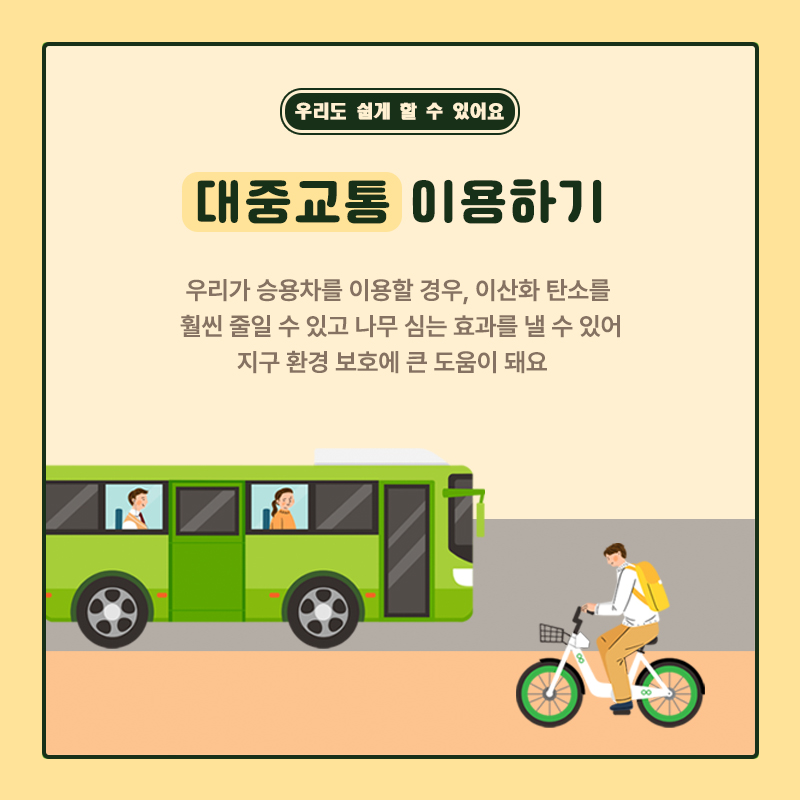 우리도 쉽게 할 수 있어요
대중교통 이용하기
우리가 승용차를 이용할 경우, 이산화 탄소를
훨씬 줄일 수 있고 나무 심는 효과를 낼 수 있어
지구 환경 보호에 큰 도움이 돼요